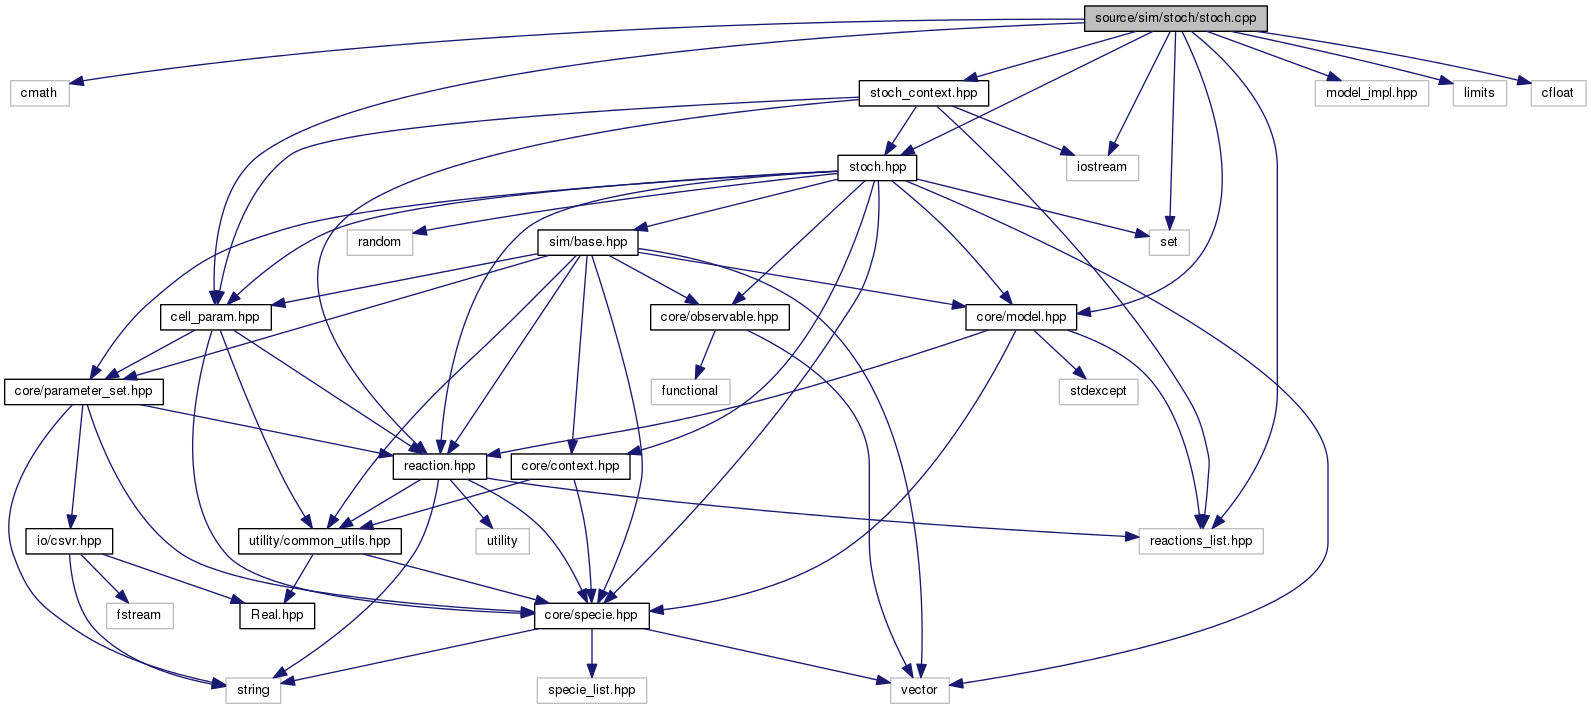 source/sim/stoch/stoch.cpp
cmath
stoch_context.hpp
model_impl.hpp
limits
cfloat
stoch.hpp
iostream
random
sim/base.hpp
set
cell_param.hpp
core/observable.hpp
core/model.hpp
core/parameter_set.hpp
functional
stdexcept
reaction.hpp
core/context.hpp
io/csvr.hpp
utility/common_utils.hpp
utility
reactions_list.hpp
fstream
Real.hpp
core/specie.hpp
string
specie_list.hpp
vector